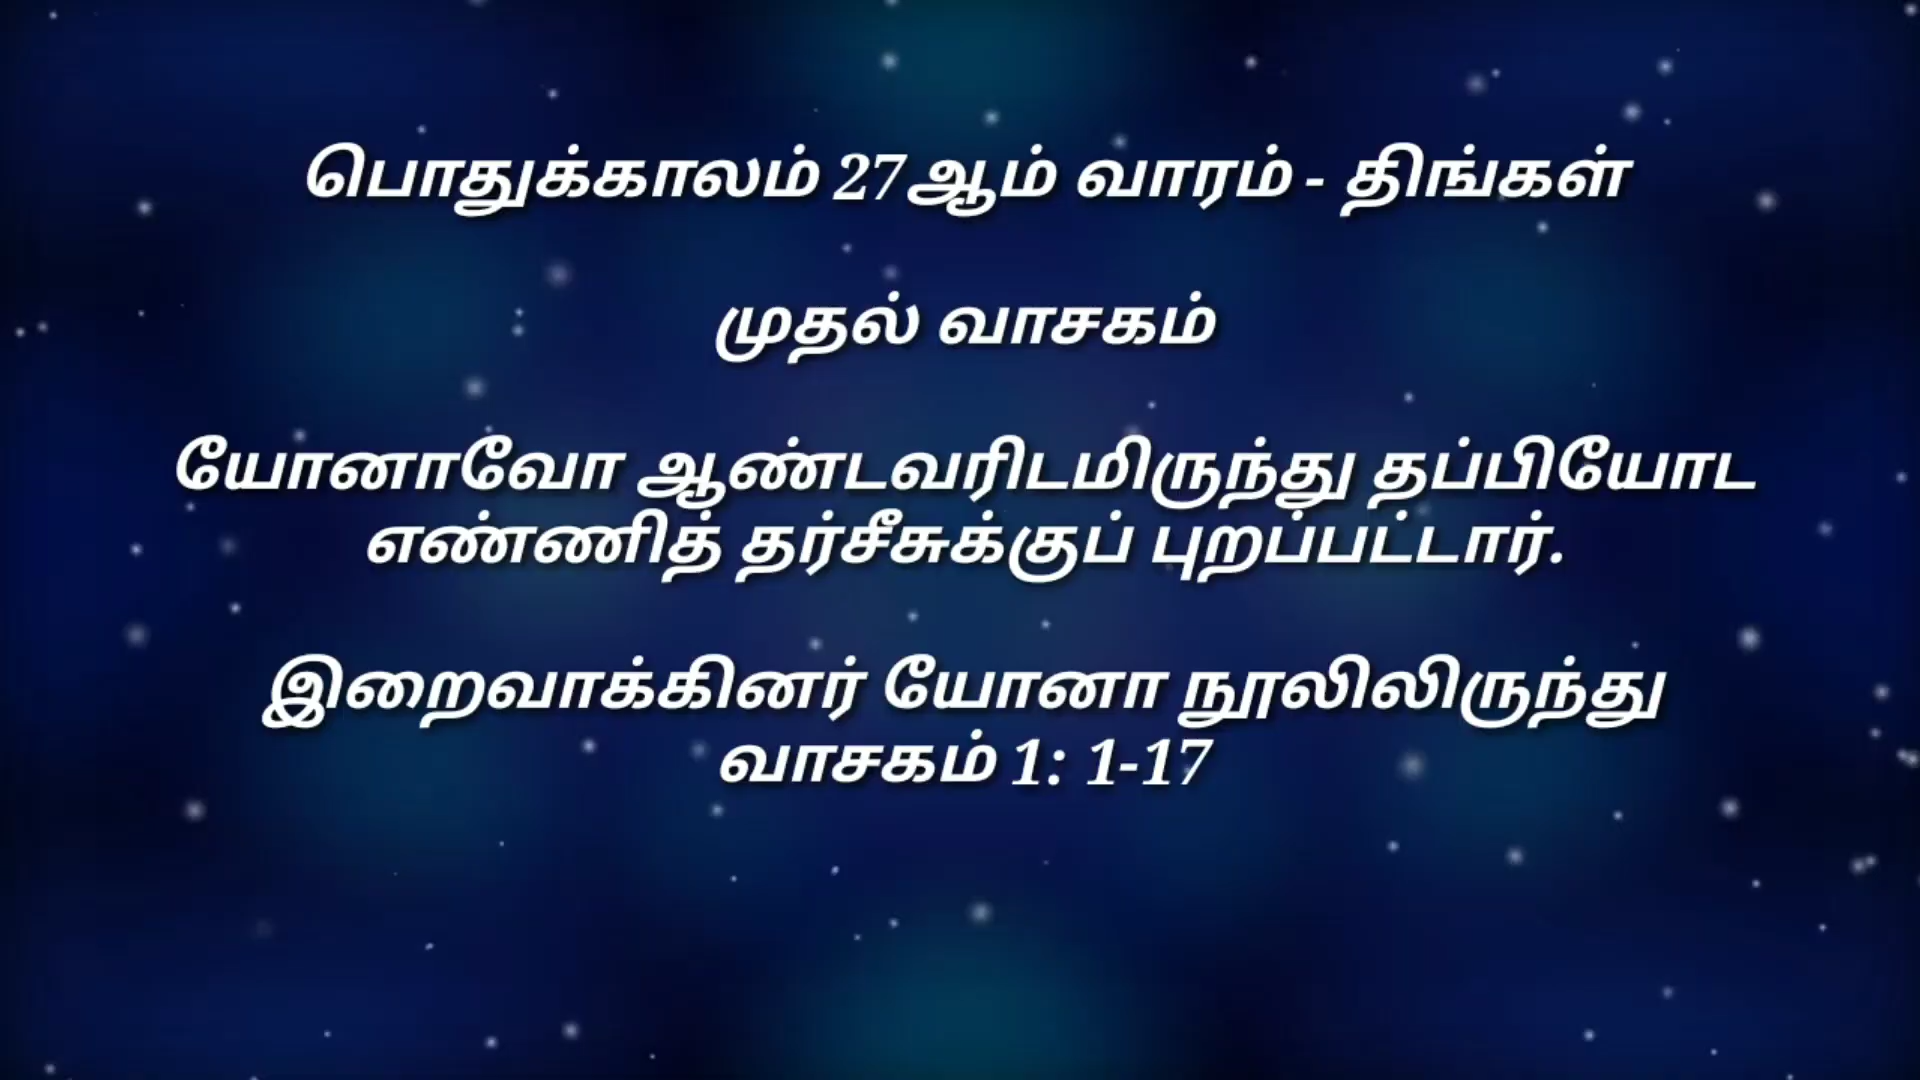 பொதுக்காலம் 27ஆம் வாரம் - திங்கள்
முதல் வாசகம்
யோனாவோ ஆண்டவரிடமிருந்து தப்பியோட
எண்ணித் தர்சீசுக்குப் புறப்பட்டார்.
இறைவாக்கினர் யோனா நூலிலிருந்து
வாசகம் 1: 1-17